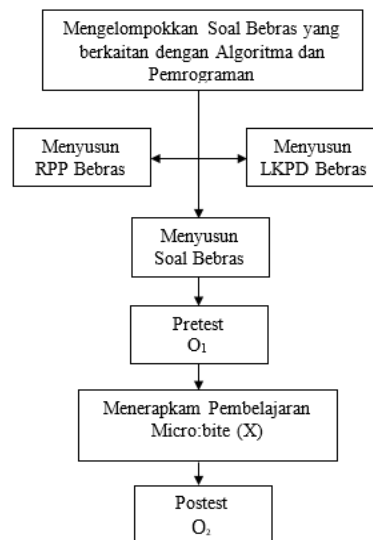 Mengelompokkan Soal Bebras yang
berkaitan dengan Algoritma dan
Pemrograman
Menyusun
RPP Bebras
Menyusun
LKPD Bebras
Menyusun
Soal Bebras
Pretest
O₁
Menerapkam Pembelajaran
Micro:bite (X)
Postest
O₂